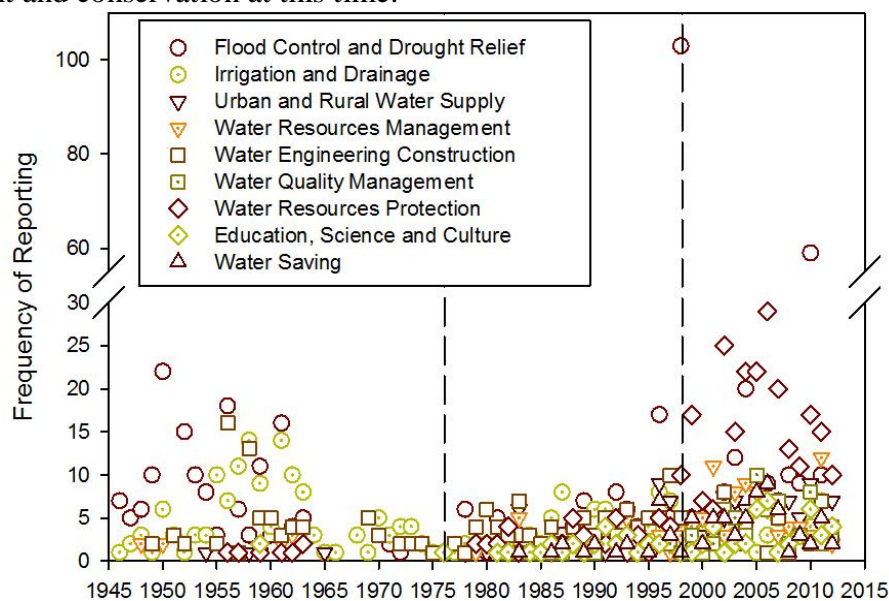 nt and conservation at this time.
100
80
60
30
25
20
15
10
5
0
Frequency of Reporting
Flood Control and Drought Relief
Irrigation and Drainage
Urban and Rural Water Supply
Water Resources Management
Water Engineering Construction
Water Quality Management
Water Resources Protection
Education, Science and Culture
Water Saving
1945 1950 1955 1960 1965 1970 1975 1980 1985 1990 1995 2000 2005 2010 2015